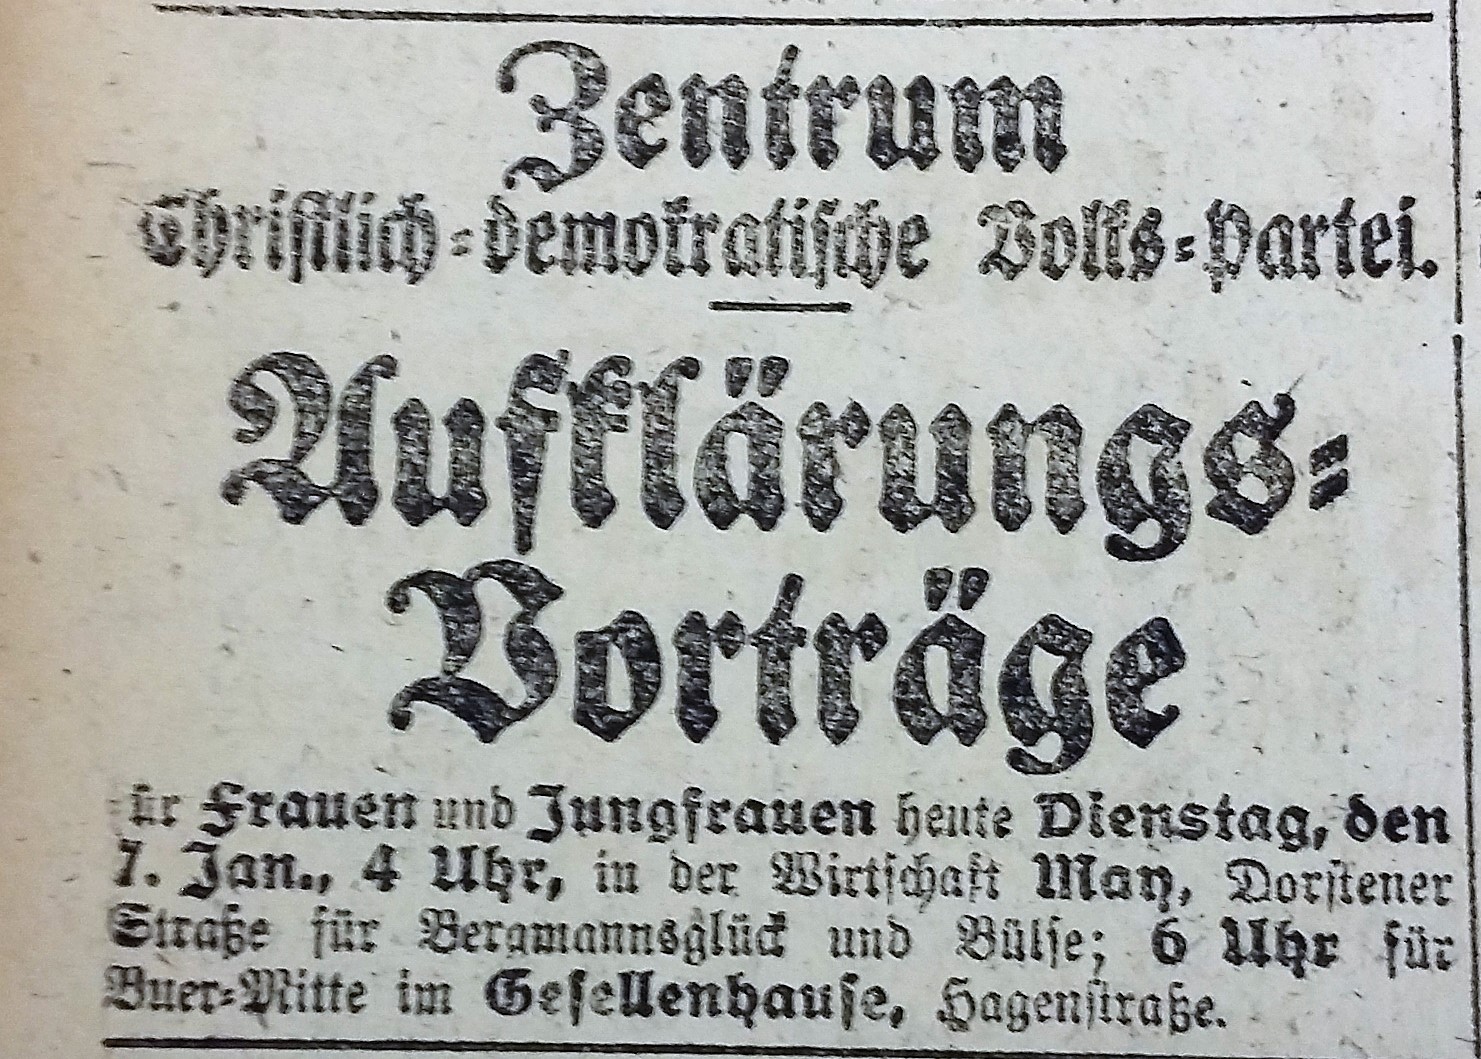 Zentrum
Christlich-demokratische Volks-Partei.
Aufklärungs-
Vorträge
für Frauen und Jungfrauen heute Dienstag, den
7. Jan., 4 Uhr, in der Wirtschaft May, Dorstener
Straße für Bergmannsglück und Bülse; 6 Uhr für
Buer-Mitte im Gesellenhause, Hagenstraße.